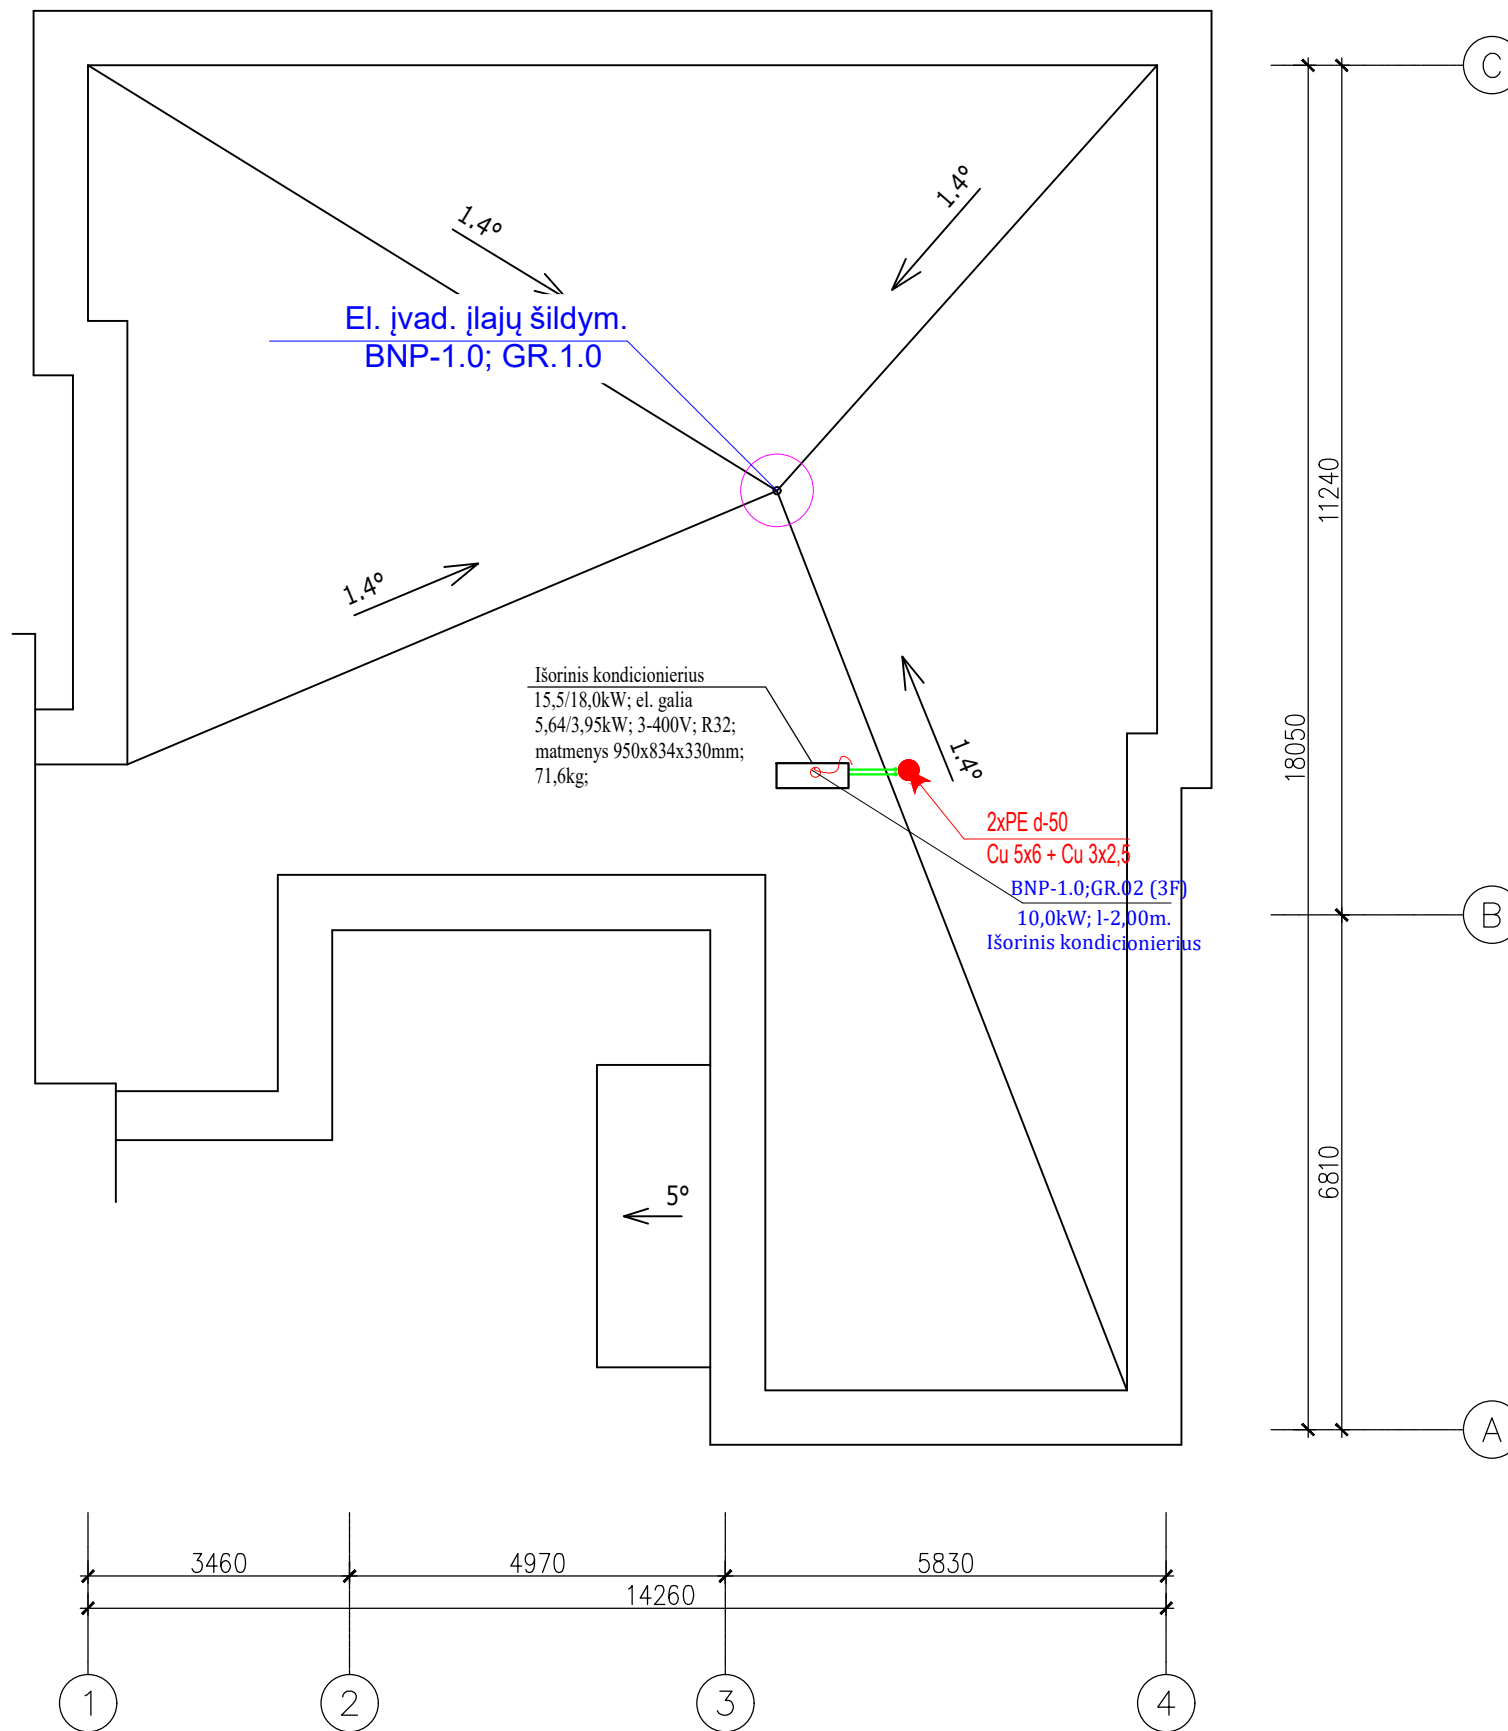 C
1.4°
1.4°
El. įvad. įlajų šildym.
BNP-1.0; GR.1.0
11240
1.4°
Išorinis kondicionierius
15,5/18,0kW; el. galia
5,64/3,95kW; 3-400V; R32;
matmenys 950x834x330mm;
71,6kg;
18050
1.4°
2xPE d-50
Cu 5x6 + Cu 3x2,5
BNP-1.0;GR.02 (3F)
10,0kW; l-2,00m.
Išorinis kondicionierius
B
6810
5°
A
3460
4970
5830
14260
1
2
3
4